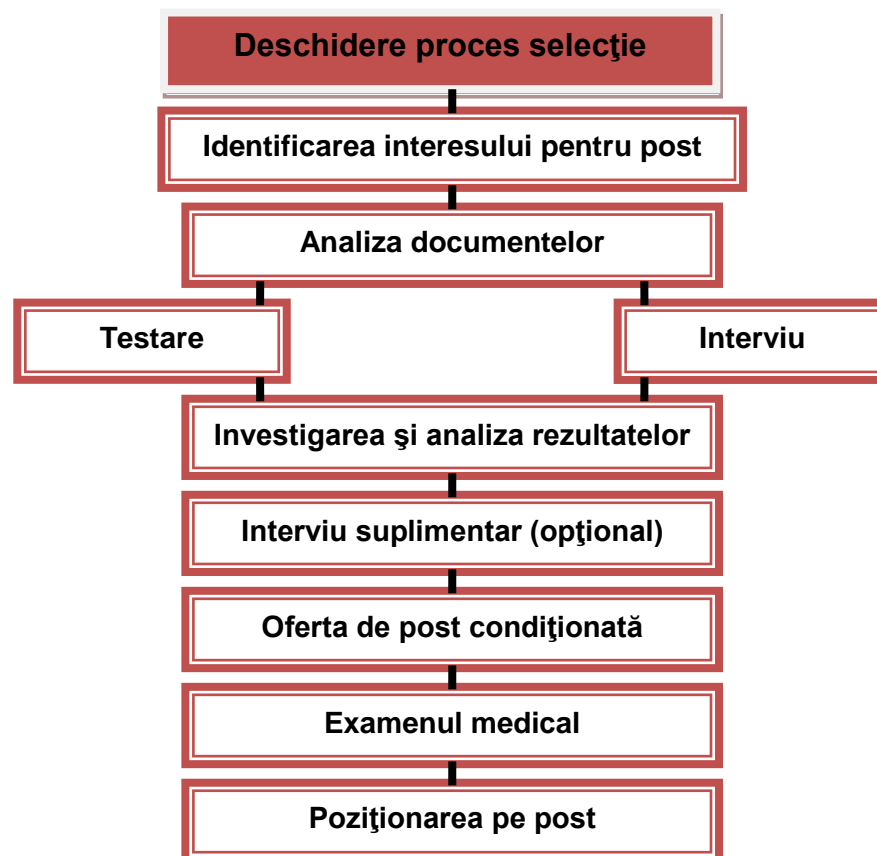 Deschidere proces selecţie
Identificarea interesului pentru post
Analiza documentelor
Testare
Interviu
Investigarea şi analiza rezultatelor
Interviu suplimentar (opţional)
Oferta de post condiţionată
Examenul medical
Poziţionarea pe post